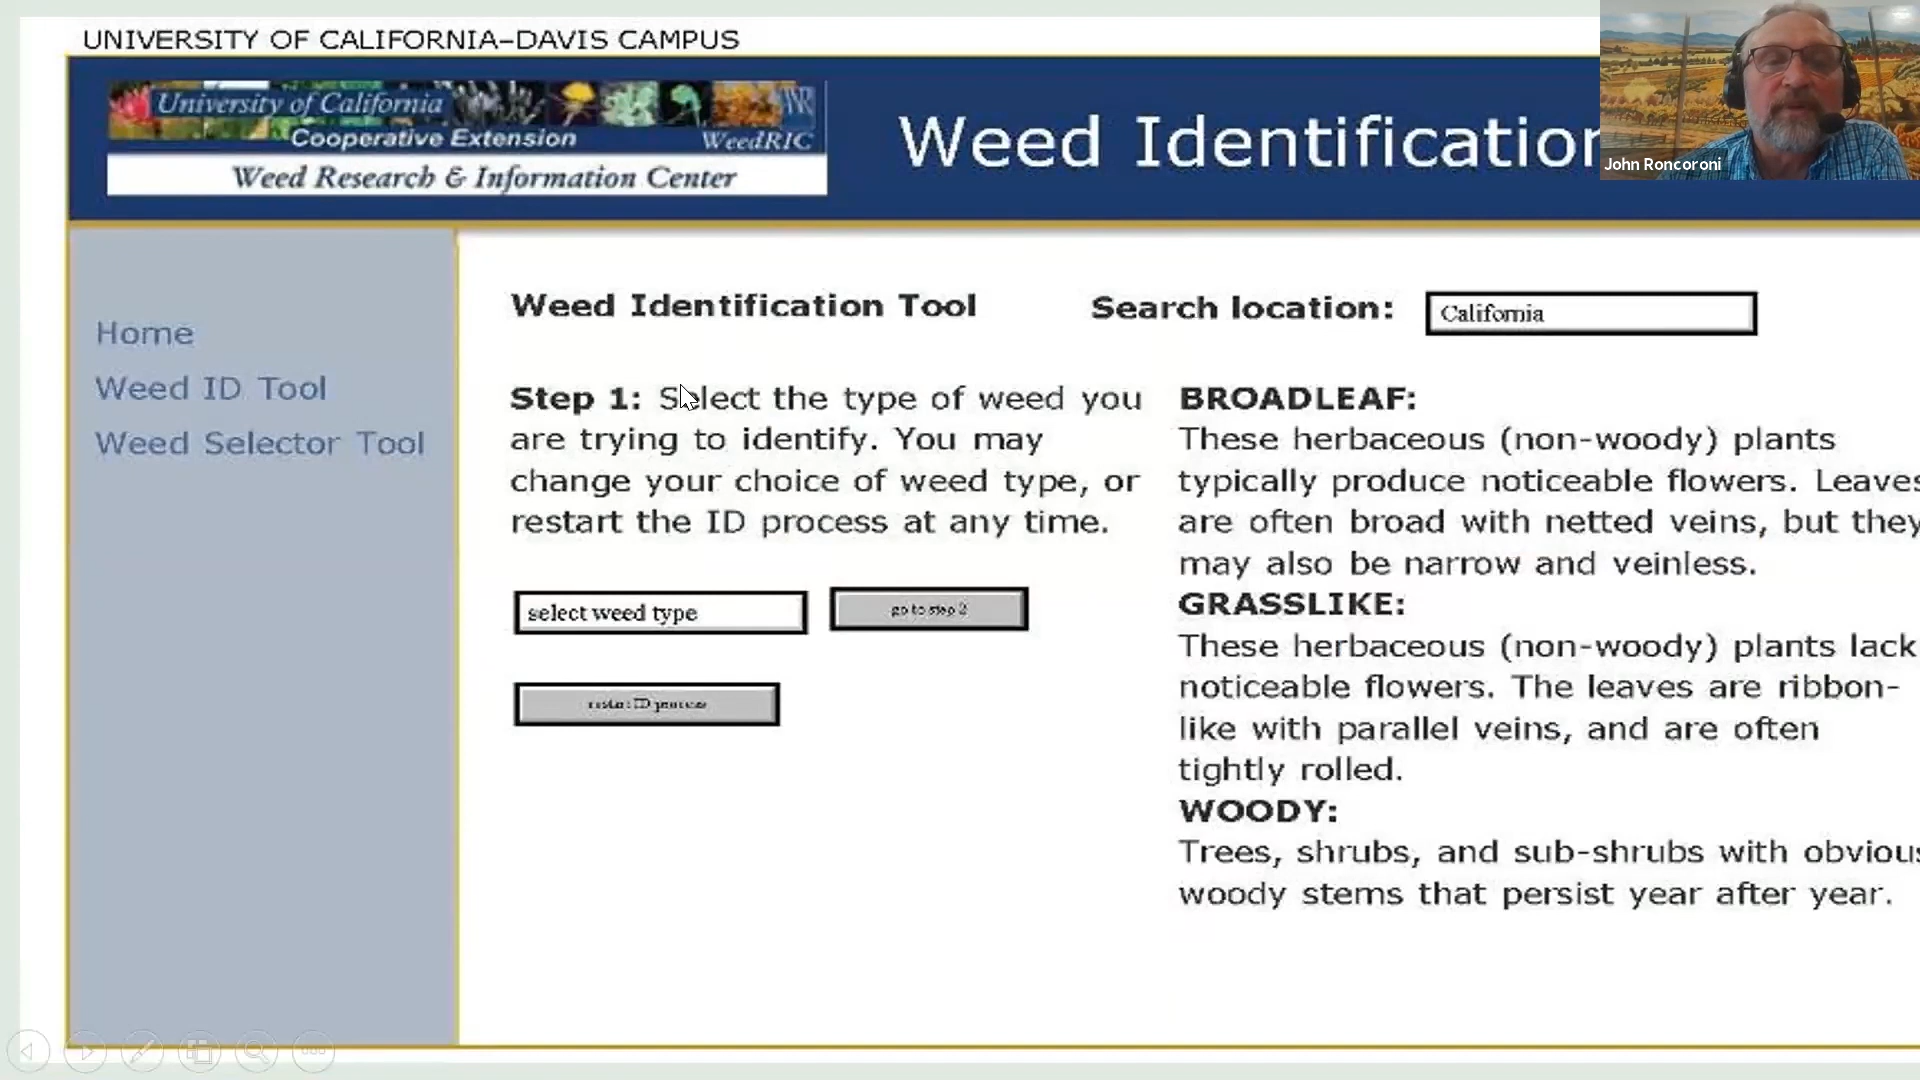 UNIVERSITY OF CALIFORNIA–DAVIS CAMPUS
University of California
Cooperative Extension
WeedRIC
Weed Research & Information Center
Weed Identification
John Roncoroni
Home
Weed ID Tool
Weed Selector Tool
Weed Identification Tool
Search location:
California
Step 1: Select the type of weed you
are trying to identify. You may
change your choice of weed type, or
restart the ID process at any time.
select weed type
go to step 2
restart ID process
BROADLEAF:
These herbaceous (non-woody) plants
typically produce noticeable flowers. Leaves
are often broad with netted veins, but they
may also be narrow and veinless.
GRASSLIKE:
These herbaceous (non-woody) plants lack
noticeable flowers. The leaves are ribbon-
like with parallel veins, and are often
tightly rolled.
WOODY:
Trees, shrubs, and sub-shrubs with obvious
woody stems that persist year after year.